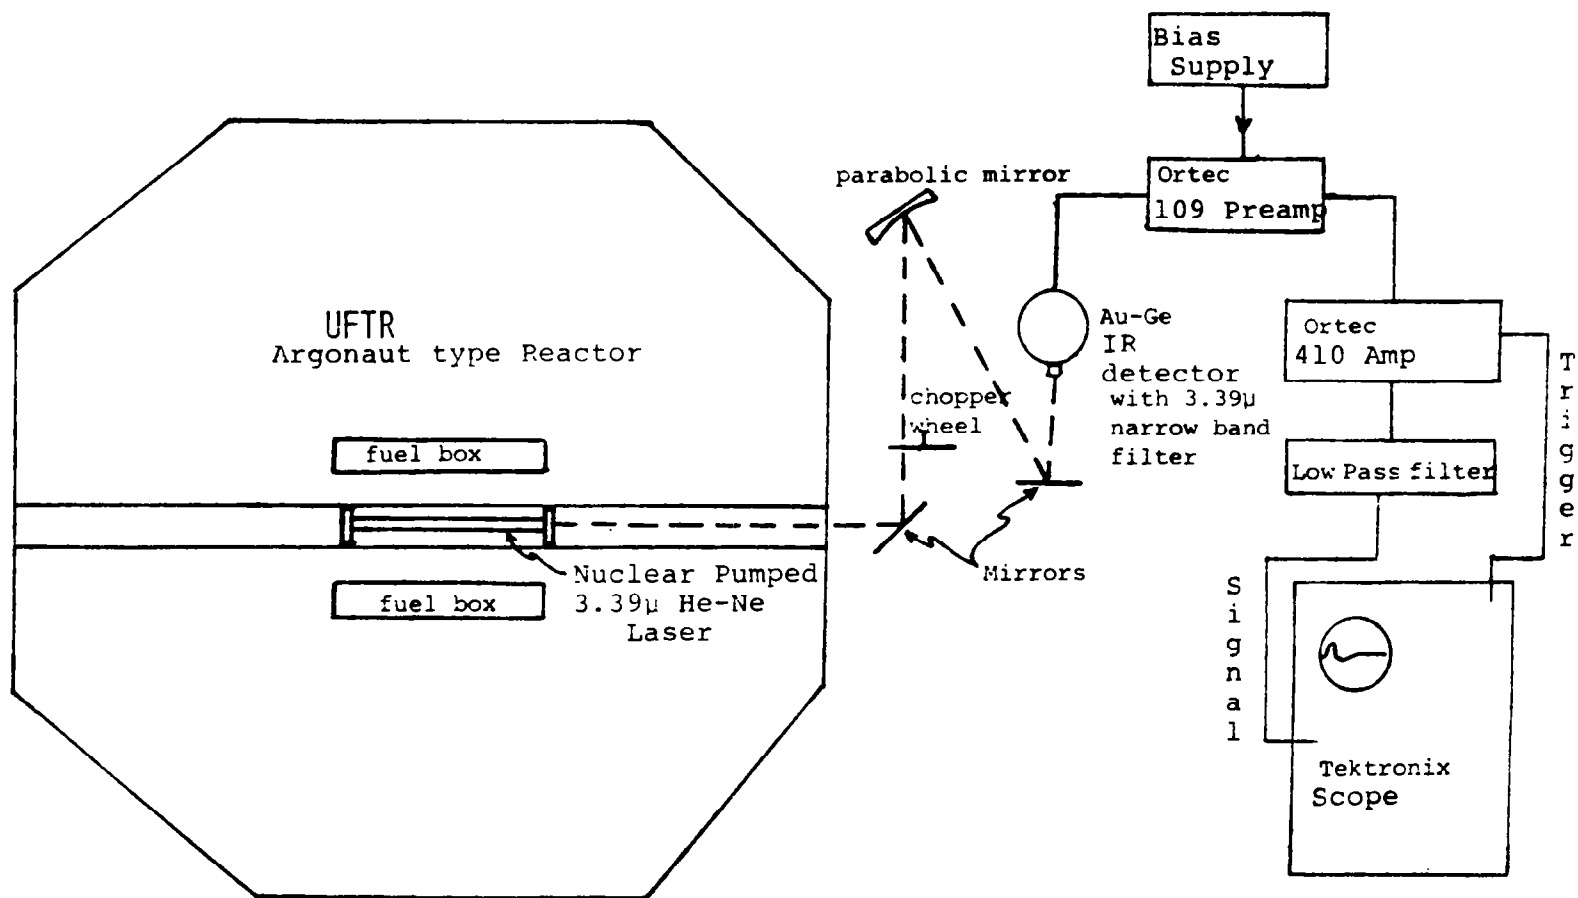 Bias
Supply
parabolic mirror
Ortec
109 Preamp
UFTR
Argonaut type Reactor
Au-Ge
IR
detector
with 3.39μ
narrow band
filter
chopper
wheel
Ortec
410 Amp
Trigger
Low Pass filter
fuel box
Nuclear Pumped
3.39μ He-Ne
Laser
fuel box
Mirrors
Signal
Tektronix
Scope